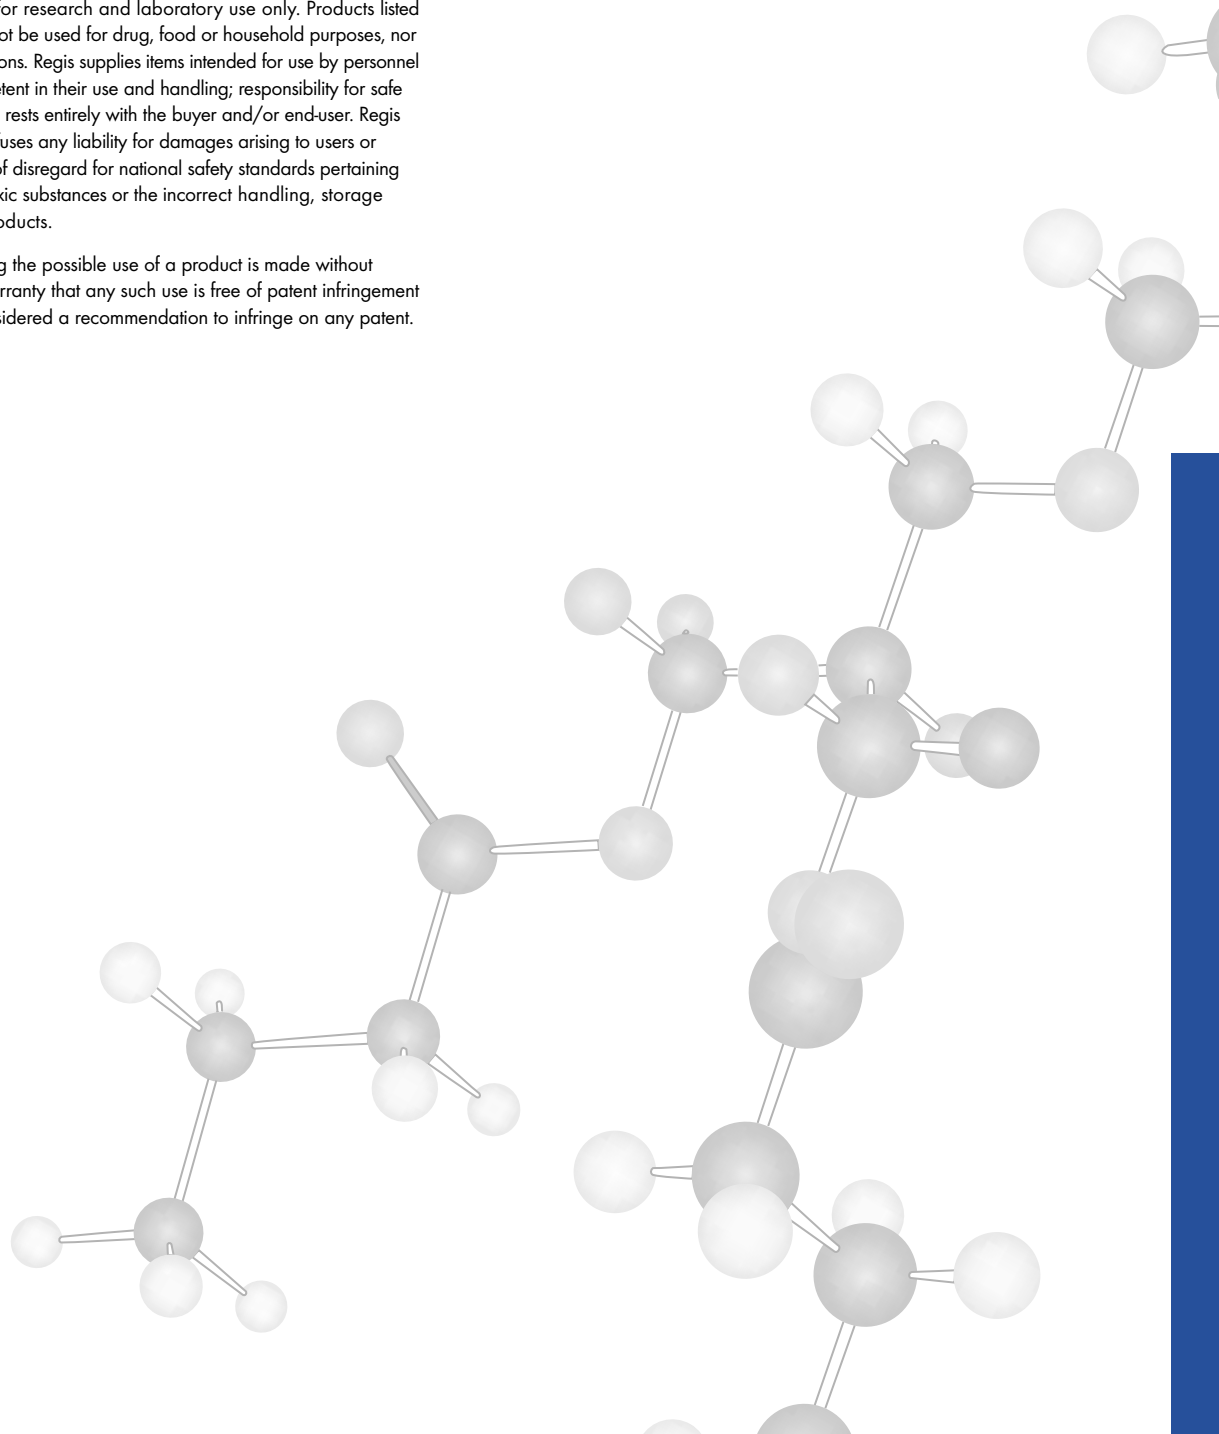 for research and laboratory use only. Products listed
ot be used for drug, food or household purposes, nor
ons. Regis supplies items intended for use by personnel
etent in their use and handling; responsibility for safe
rests entirely with the buyer and/or end-user. Regis
fuses any liability for damages arising to users or
of disregard for national safety standards pertaining
xic substances or the incorrect handling, storage
oducts.
g the possible use of a product is made without
rranty that any such use is free of patent infringement
sidered a recommendation to infringe on any patent.